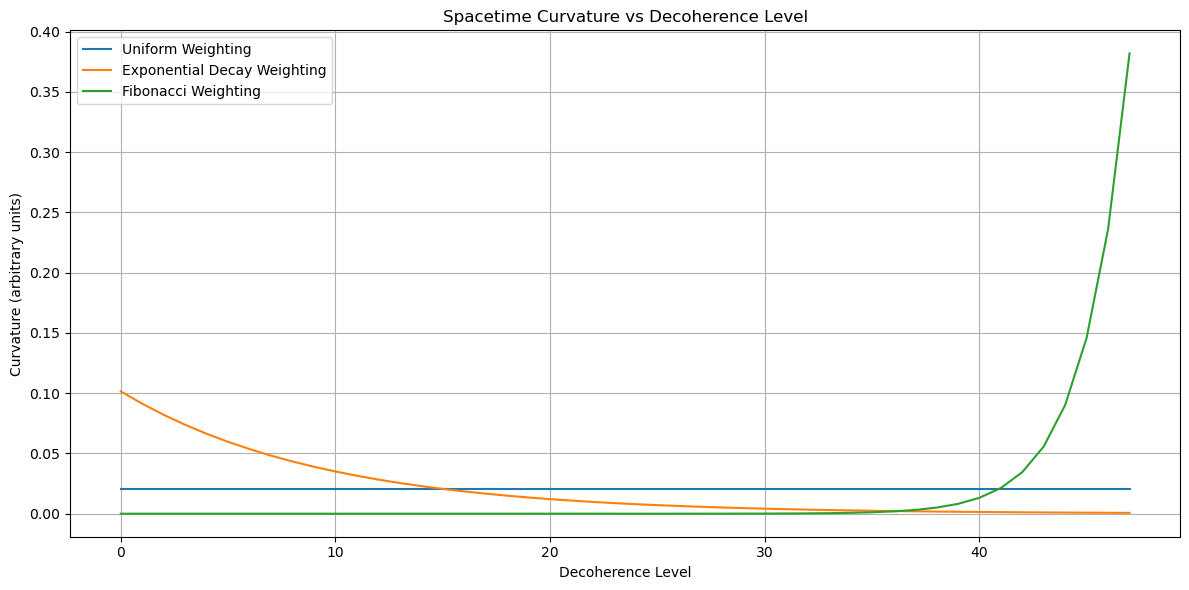 Spacetime Curvature vs Decoherence Level
Uniform Weighting
Exponential Decay Weighting
Fibonacci Weighting
Curvature (arbitrary units)
0.40
0.35
0.30
0.25
0.20
0.15
0.10
0.05
0.00
0 10 20 30 40
Decoherence Level